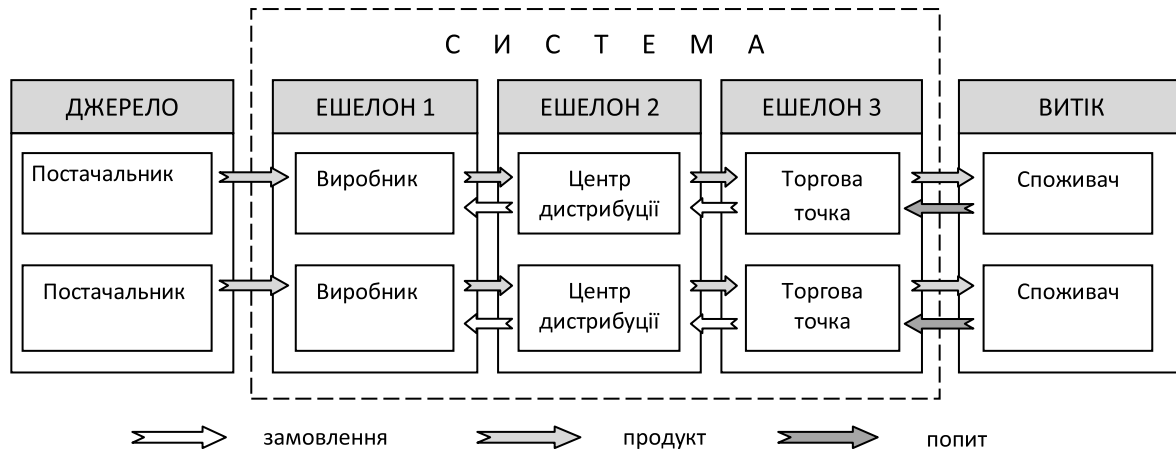 С И С Т Е М А
ДЖЕРЕЛО
ЕШЕЛОН 1
ЕШЕЛОН 2
ЕШЕЛОН 3
ВИТІК
Постачальник
Виробник
Центр
дистрибуції
Торгова
точка
Споживач
Постачальник
Виробник
Центр
дистрибуції
Торгова
точка
Споживач
замовлення
продукт
попит